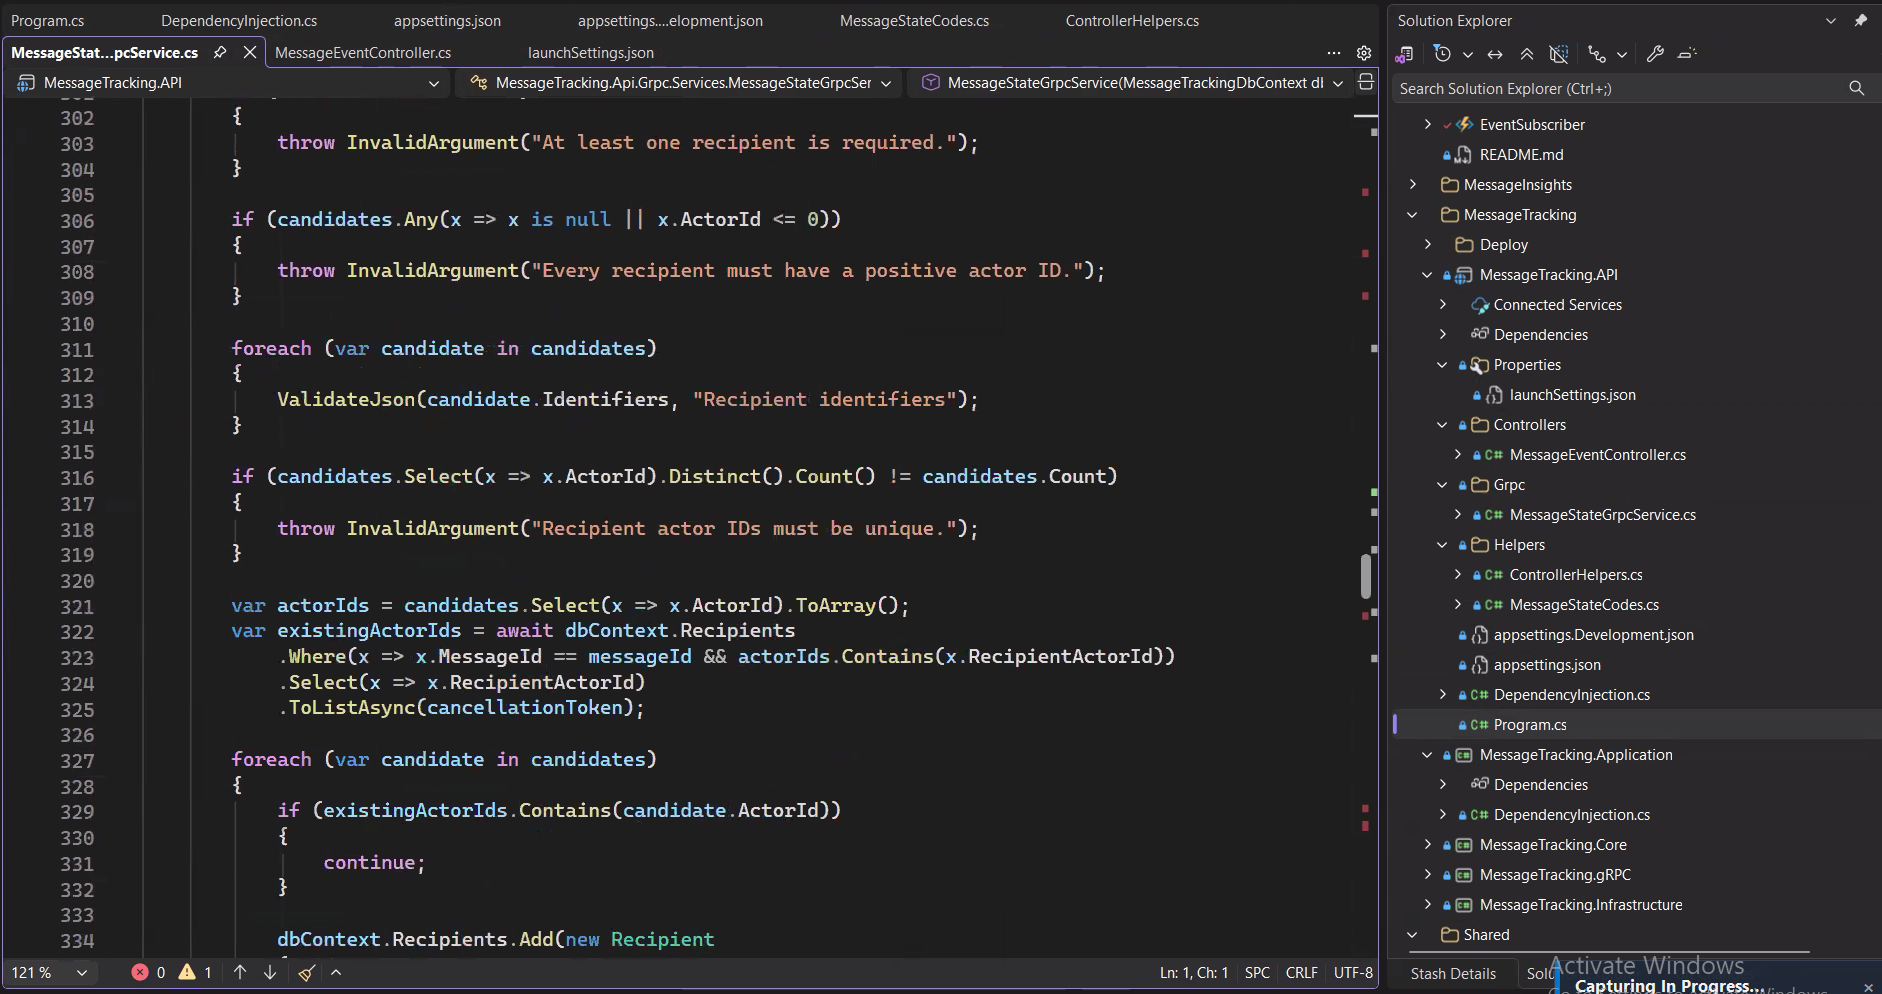 Program.cs
DependencyInjection.cs
appsettings.json
appsettings....elopment.json
MessageStateCodes.cs
ControllerHelpers.cs
MessageStat...pcService.cs
MessageEventController.cs
launchSettings.json
MessageTracking.API
MessageTracking.Api.Grpc.Services.MessageStateGrpcSer
MessageStateGrpcService(MessageTrackingDbContext db
302 {
303 throw InvalidArgument("At least one recipient is required.");
304 }
305
306 if (candidates.Any(x => x is null || x.ActorId <= 0))
307 {
308 throw InvalidArgument("Every recipient must have a positive actor ID.");
309 }
310
311 foreach (var candidate in candidates)
312 {
313 ValidateJson(candidate.Identifiers, "Recipient identifiers");
314 }
315
316 if (candidates.Select(x => x.ActorId).Distinct().Count() != candidates.Count)
317 {
318 throw InvalidArgument("Recipient actor IDs must be unique.");
319 }
320
321 var actorIds = candidates.Select(x => x.ActorId).ToArray();
322 var existingActorIds = await dbContext.Recipients
323 .Where(x => x.MessageId == messageId && actorIds.Contains(x.RecipientActorId))
324 .Select(x => x.RecipientActorId)
325 .ToListAsync(cancellationToken);
326
327 foreach (var candidate in candidates)
328 {
329 if (existingActorIds.Contains(candidate.ActorId))
330 {
331 continue;
332 }
333
334 dbContext.Recipients.Add(new Recipient
121 %
0
1
Ln: 1, Ch: 1
SPC
CRLF
UTF-8
Solution Explorer
Search Solution Explorer (Ctrl+;)
EventSubscriber
README.md
MessageInsights
MessageTracking
Deploy
MessageTracking.API
Connected Services
Dependencies
Properties
launchSettings.json
Controllers
C# MessageEventController.cs
Grpc
C# MessageStateGrpcService.cs
Helpers
C# ControllerHelpers.cs
C# MessageStateCodes.cs
appsettings.Development.json
appsettings.json
C# DependencyInjection.cs
C# Program.cs
MessageTracking.Application
Dependencies
C# DependencyInjection.cs
MessageTracking.Core
MessageTracking.gRPC
MessageTracking.Infrastructure
Shared
Stash Details
Solu
Activate Windows
Capturing In Progress...